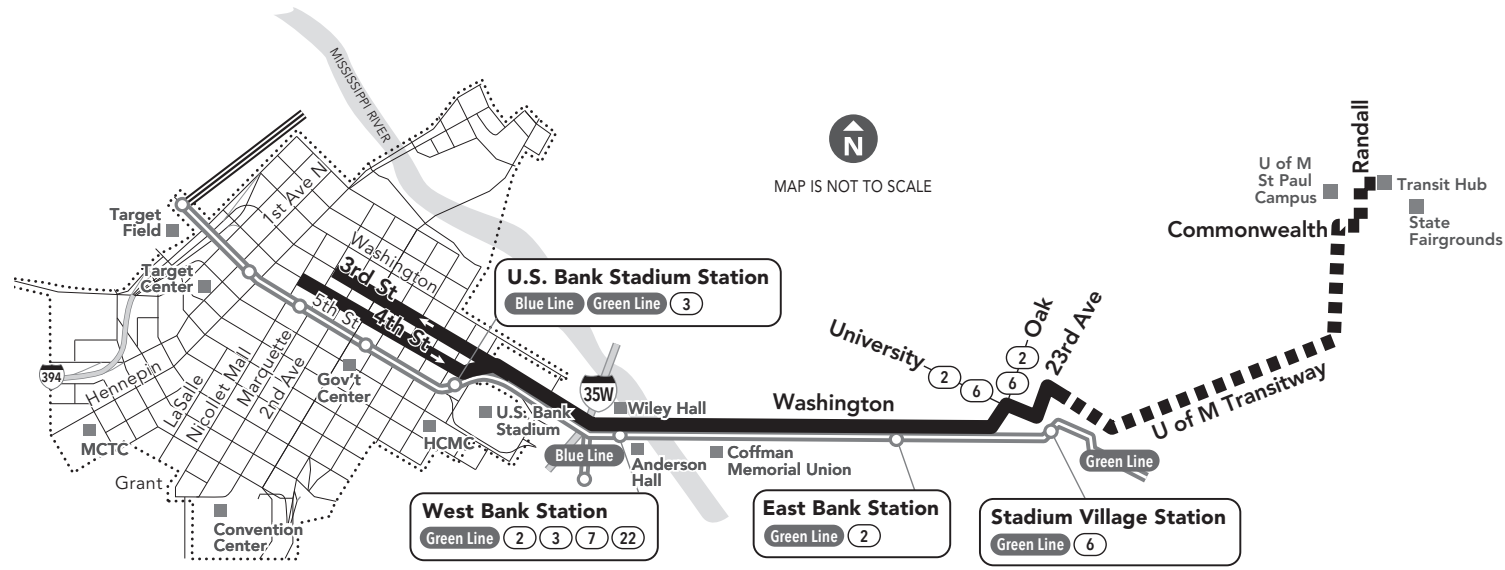 MISSISSIPPI RIVER
N
MAP IS NOT TO SCALE
Randall
U of M
St Paul
Campus
Transit Hub
State
Fairgrounds
Commonwealth
Target
Field
1st Ave N
Target
Center
Washington
3rd St
4th St
5th St
U.S. Bank Stadium Station
Blue Line Green Line 3
394
Hennepin
LaSalle
Nicollet Mall
Marquette
2nd Ave
Gov't
Center
MCTC
Grant
HCMC
U.S. Bank
Stadium
Convention
Center
35W
Wiley Hall
Blue Line
Anderson
Hall
Coffman
Memorial Union
Washington
University
2
6
Oak
2
6
23rd Ave
U of M Transitway
Green Line
West Bank Station
Green Line 2 3 7 22
East Bank Station
Green Line 2
Stadium Village Station
Green Line 6